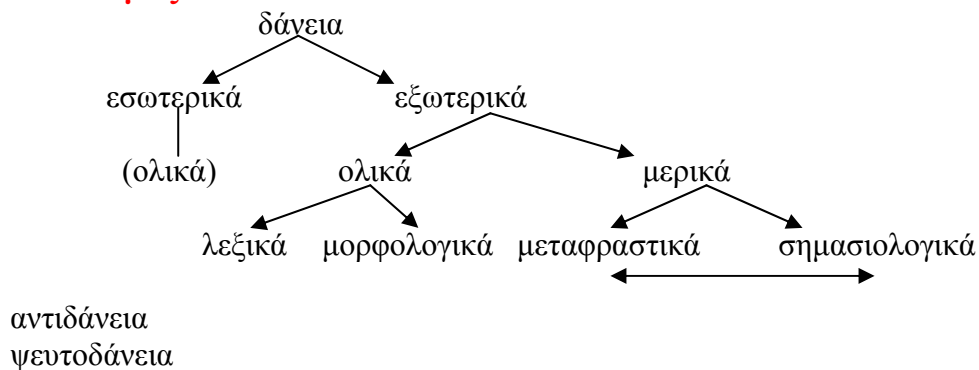 δάνεια
εσωτερικά εξωτερικά
(ολικά) ολικά μερικά
λεξικά μορφολογικά μεταφραστικά σημασιολογικά
αντιδάνεια
ψευτοδάνεια